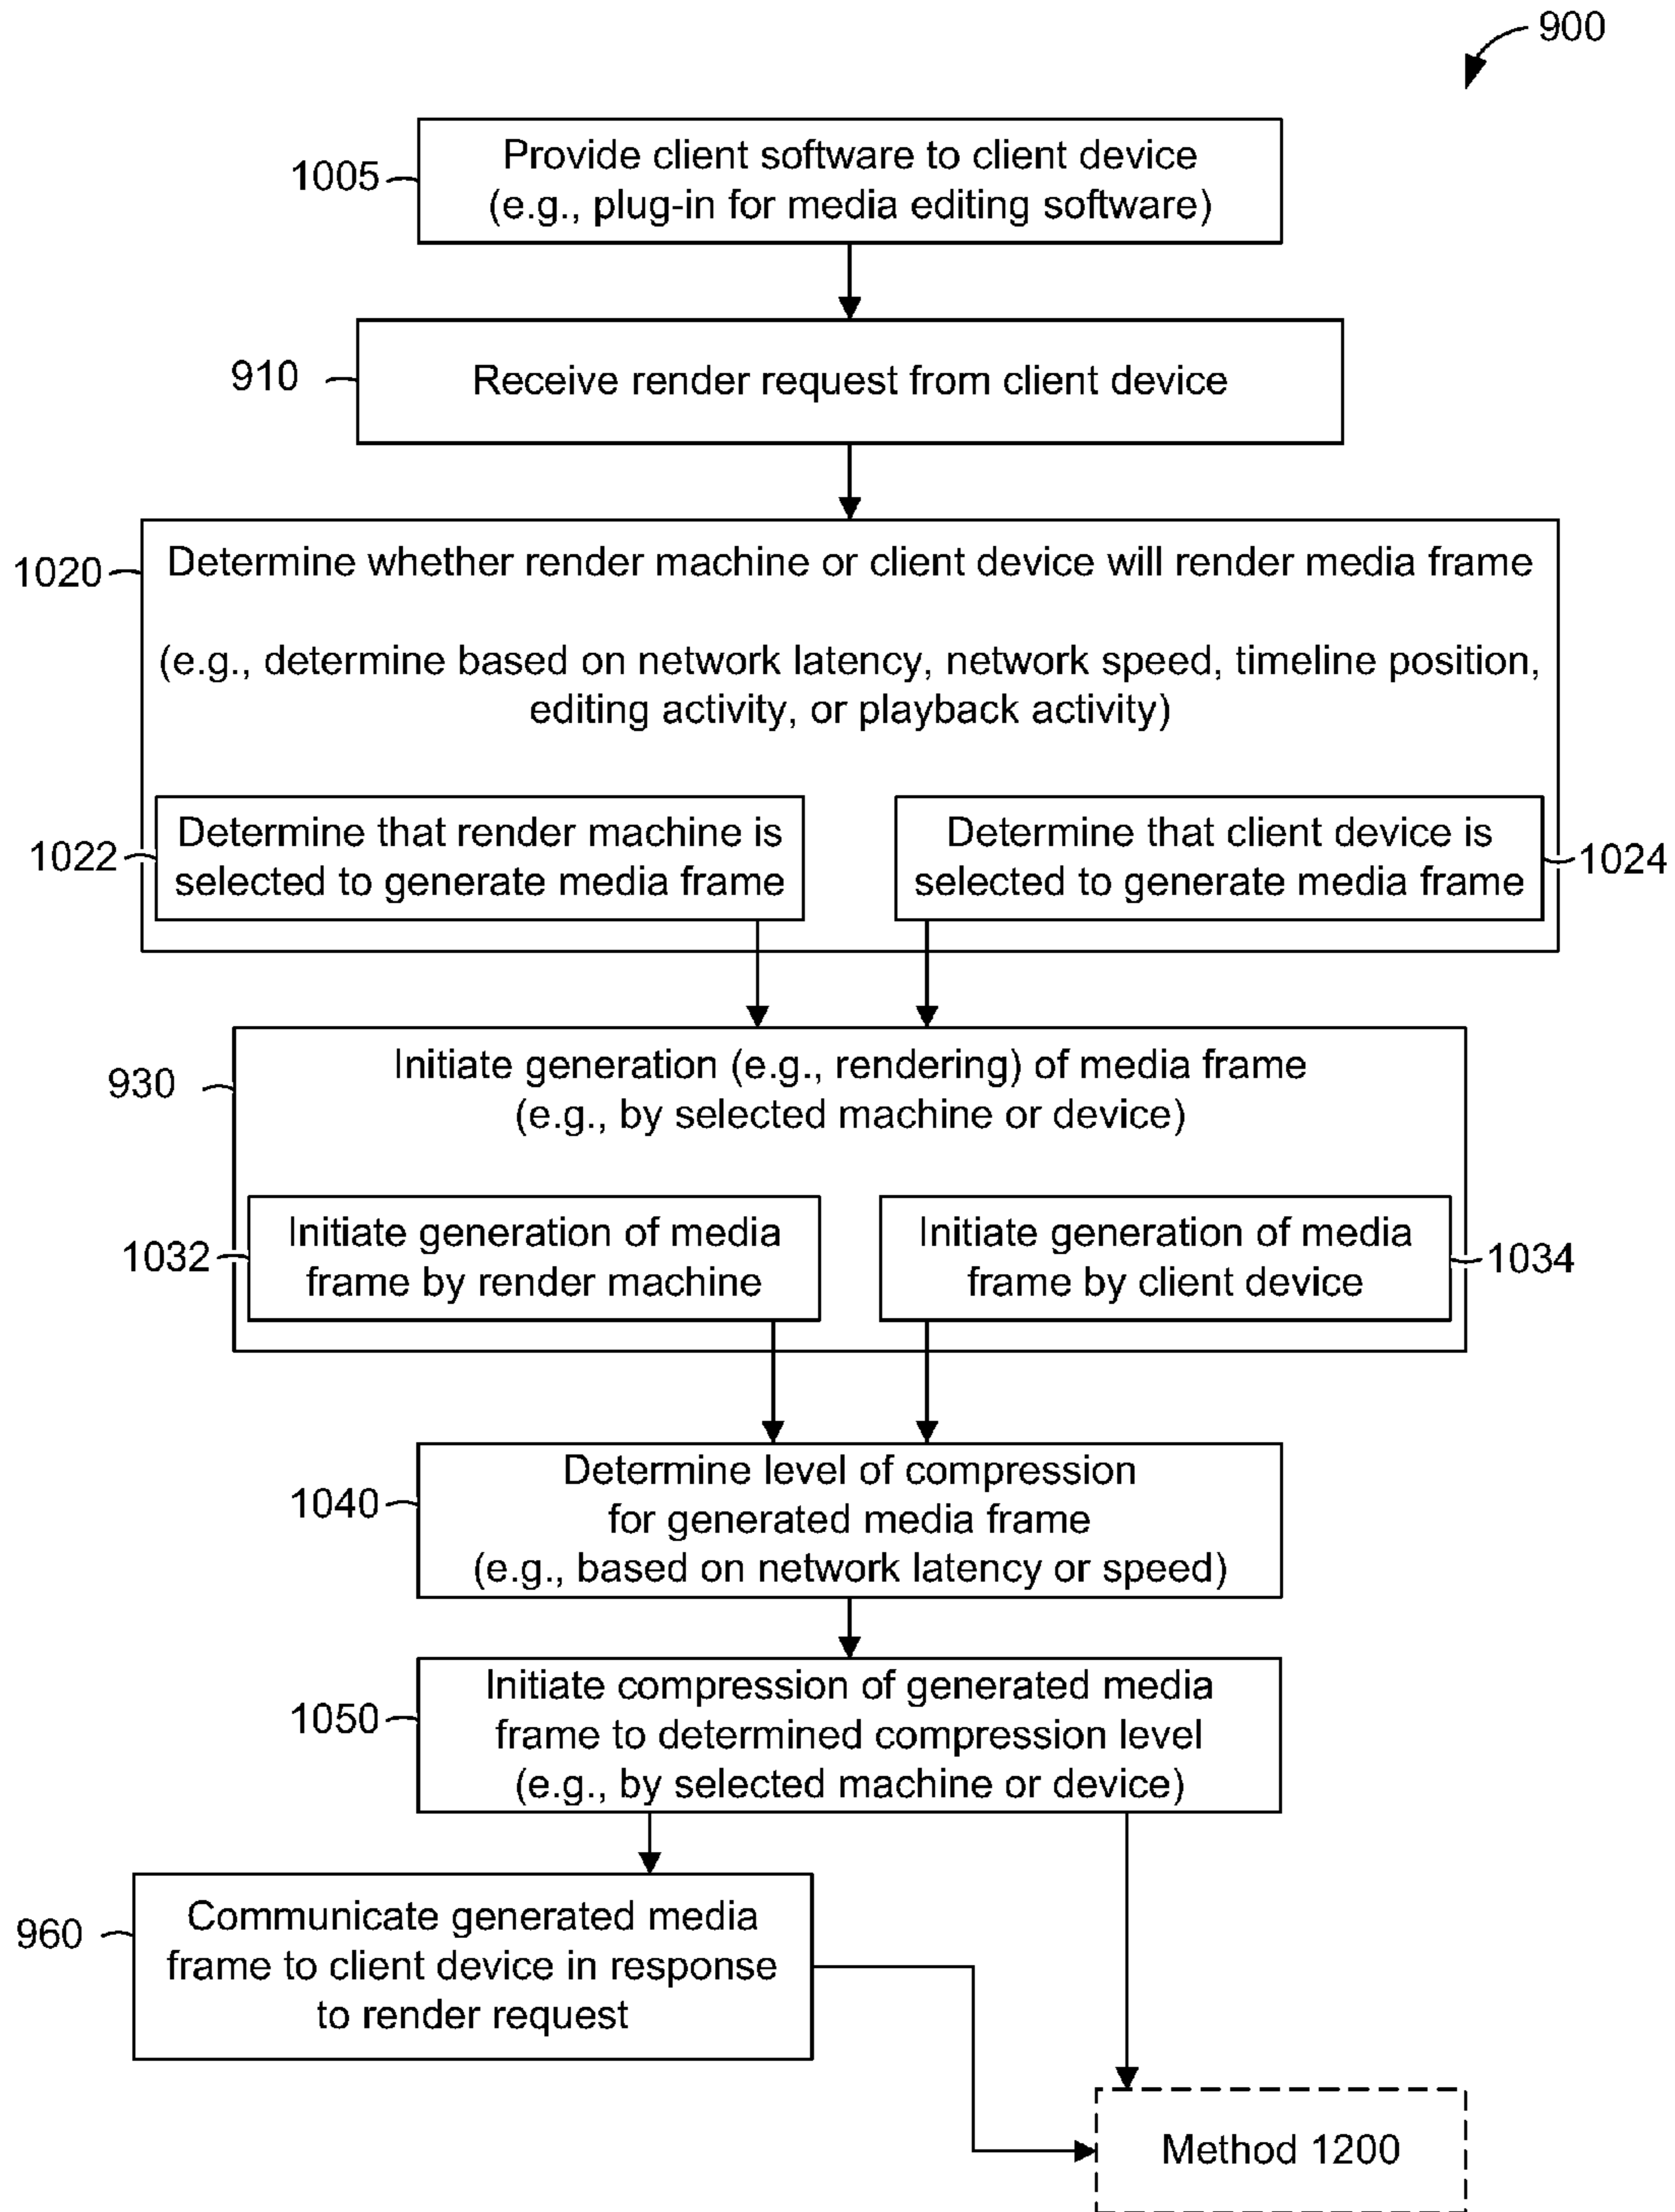 900
1005
Provide client software to client device
(e.g., plug-in for media editing software)
910
Receive render request from client device
1020
Determine whether render machine or client device will render media frame
(e.g., determine based on network latency, network speed, timeline position,
editing activity, or playback activity)
1022
Determine that render machine is
selected to generate media frame
Determine that client device is
selected to generate media frame
1024
930
Initiate generation (e.g., rendering) of media frame
(e.g., by selected machine or device)
1032
Initiate generation of media
frame by render machine
Initiate generation of media
frame by client device
1034
1040
Determine level of compression
for generated media frame
(e.g., based on network latency or speed)
1050
Initiate compression of generated media
frame to determined compression level
(e.g., by selected machine or device)
960
Communicate generated media
frame to client device in response
to render request
Method 1200